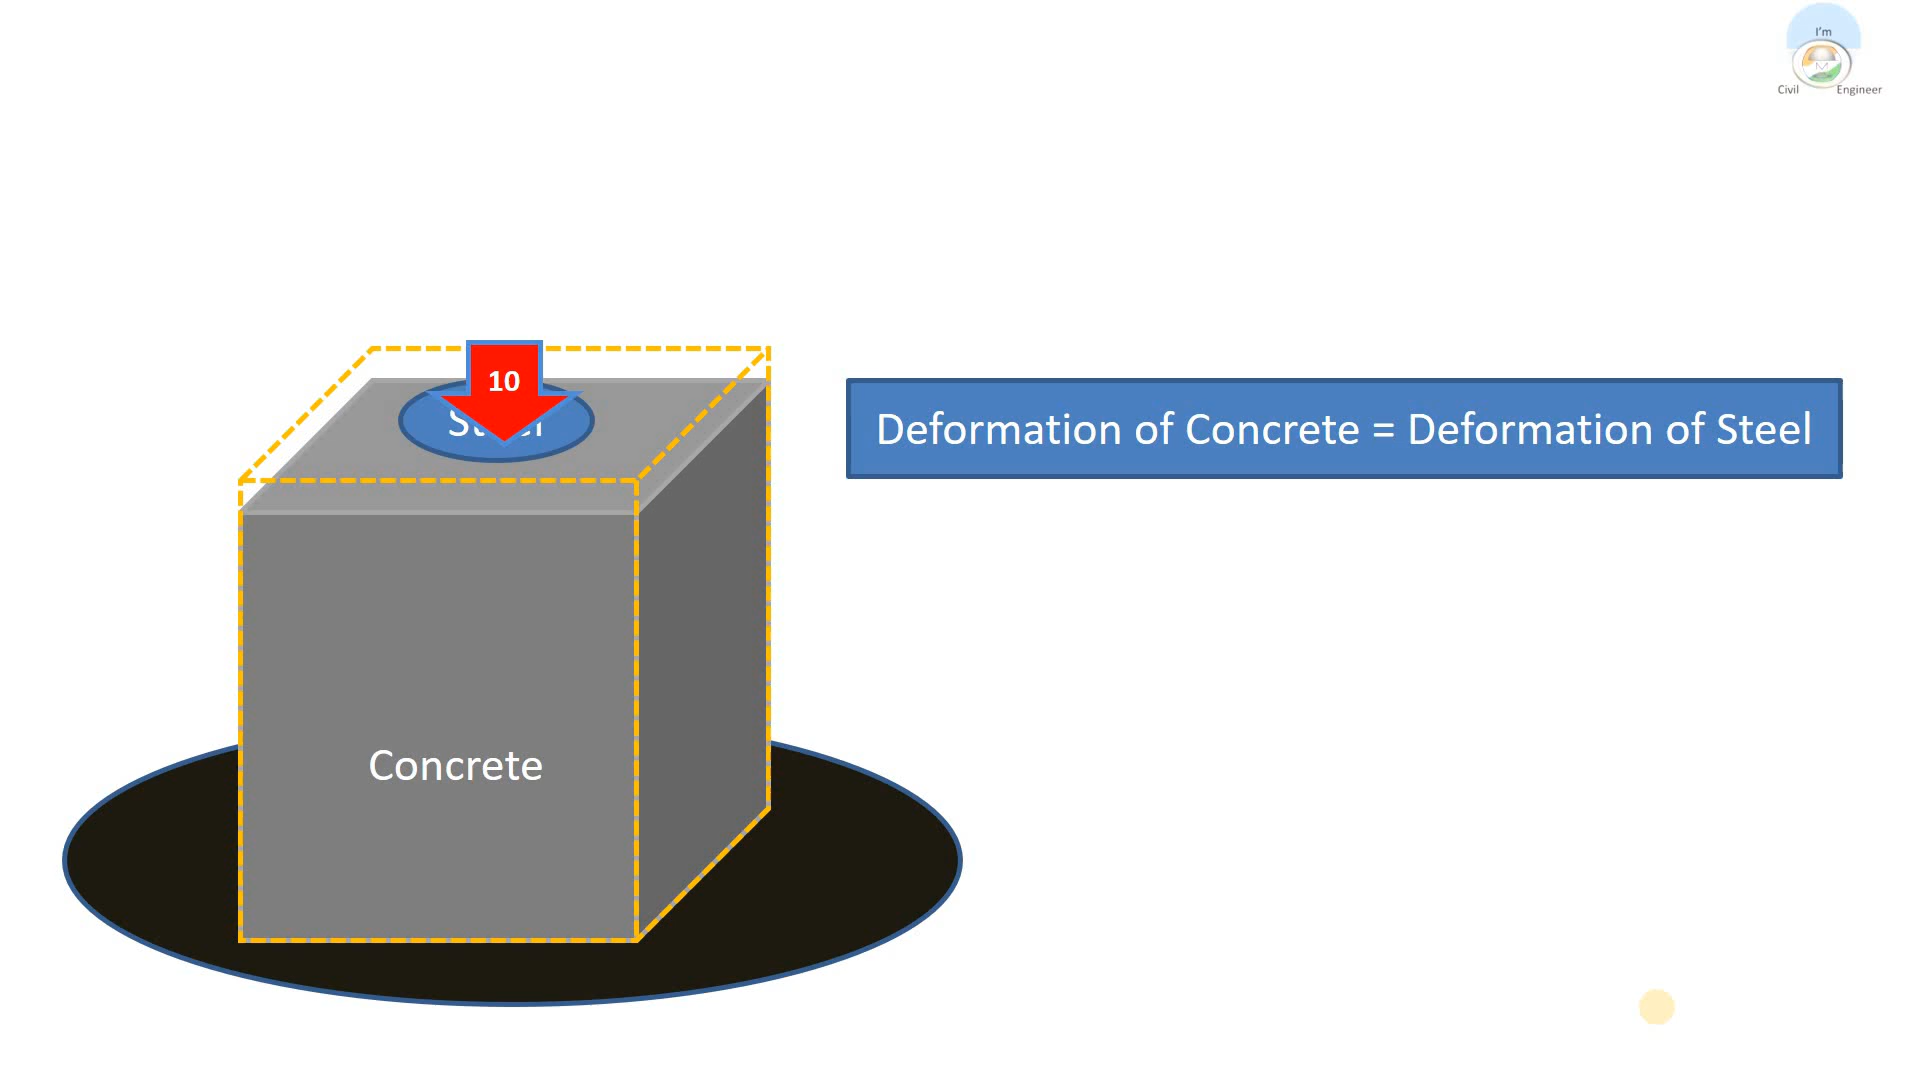 I'm
M
Civil Engineer
10
Deformation of Concrete = Deformation of Steel
Concrete